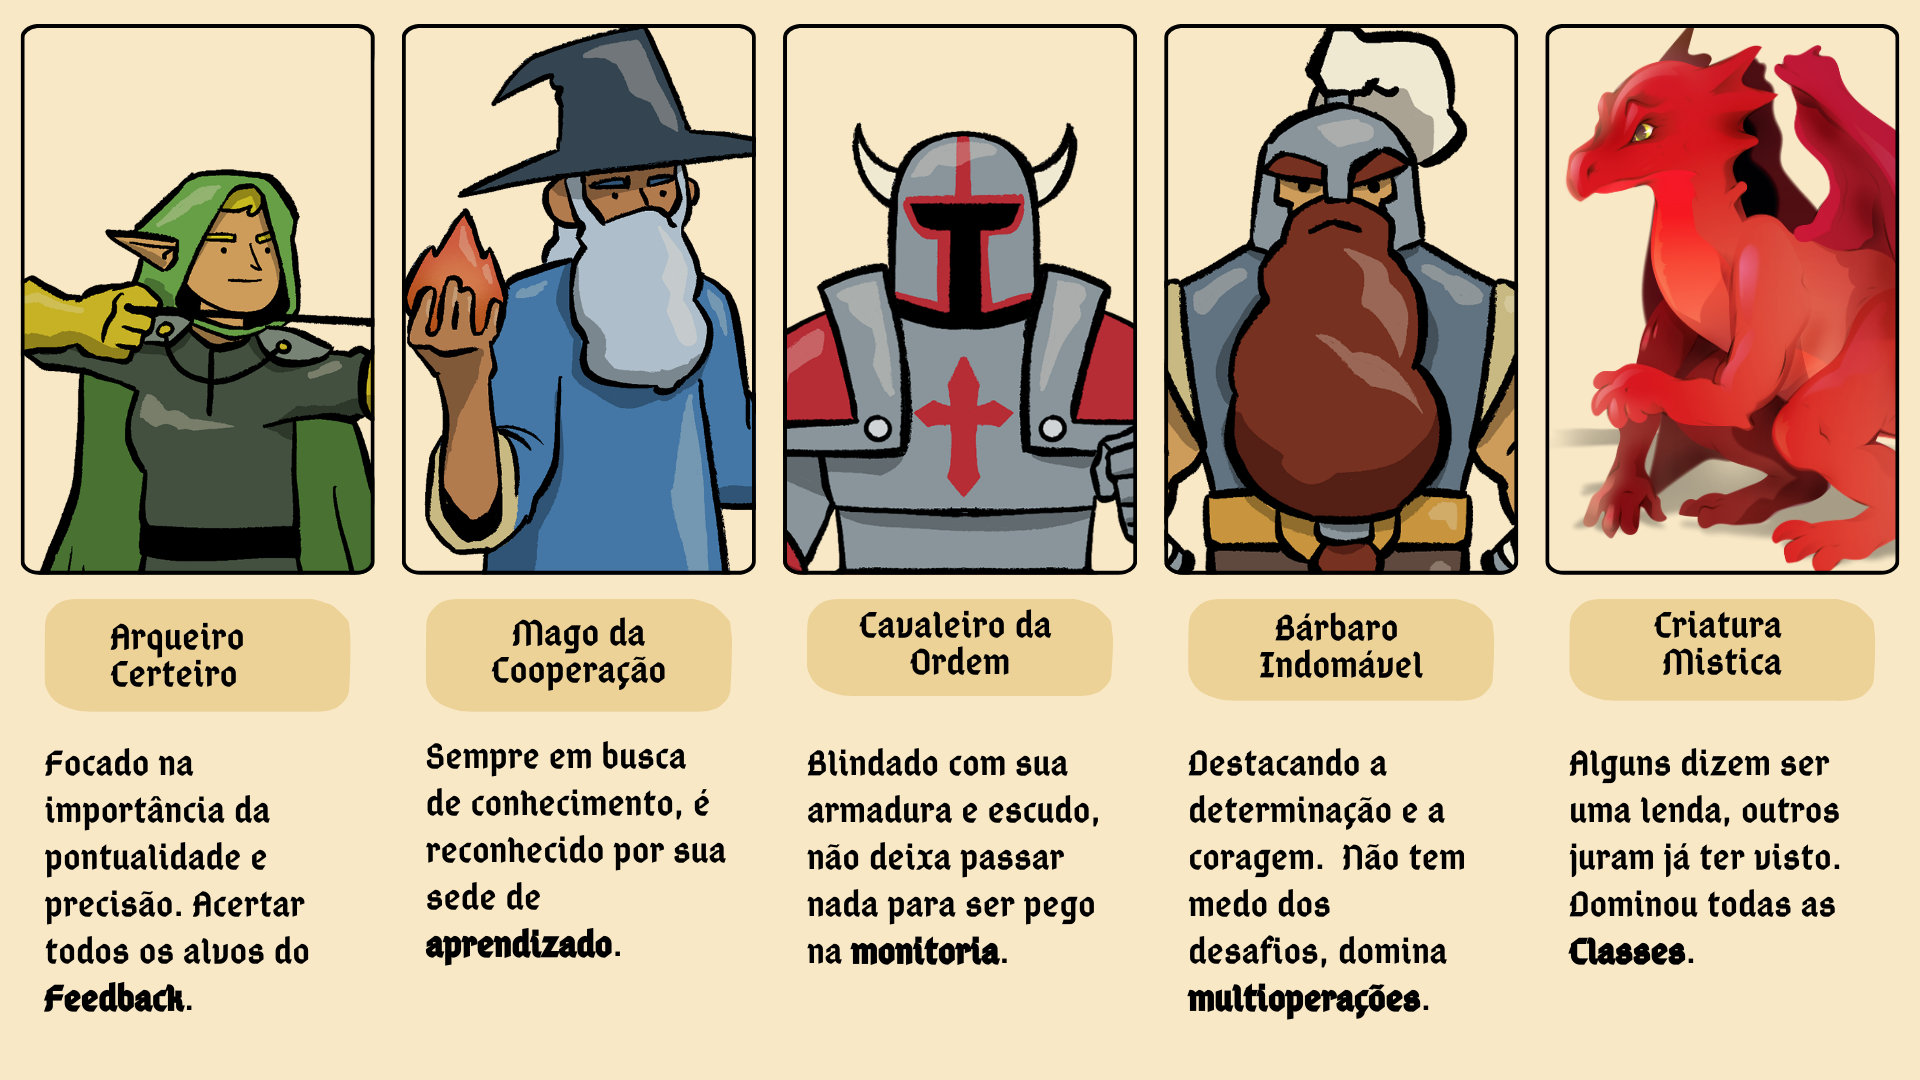 Arqueiro
Certeiro
Focado na
importância da
pontualidade e
precisão. Acertar
todos os alvos do
Feedback.
Mago da
Cooperação
Sempre em busca
de conhecimento, é
reconhecido por sua
sede de
aprendizado.
Cavaleiro da
Ordem
Blindado com sua
armadura e escudo,
não deixa passar
nada para ser pego
na monitoria.
Bárbaro
Indomável
Destacando a
determinação e a
coragem. Não tem
medo dos
desafios, domina
multioperações.
Criatura
Mistica
Alguns dizem ser
uma lenda, outros
juram já ter visto.
Dominou todas as
Classes.